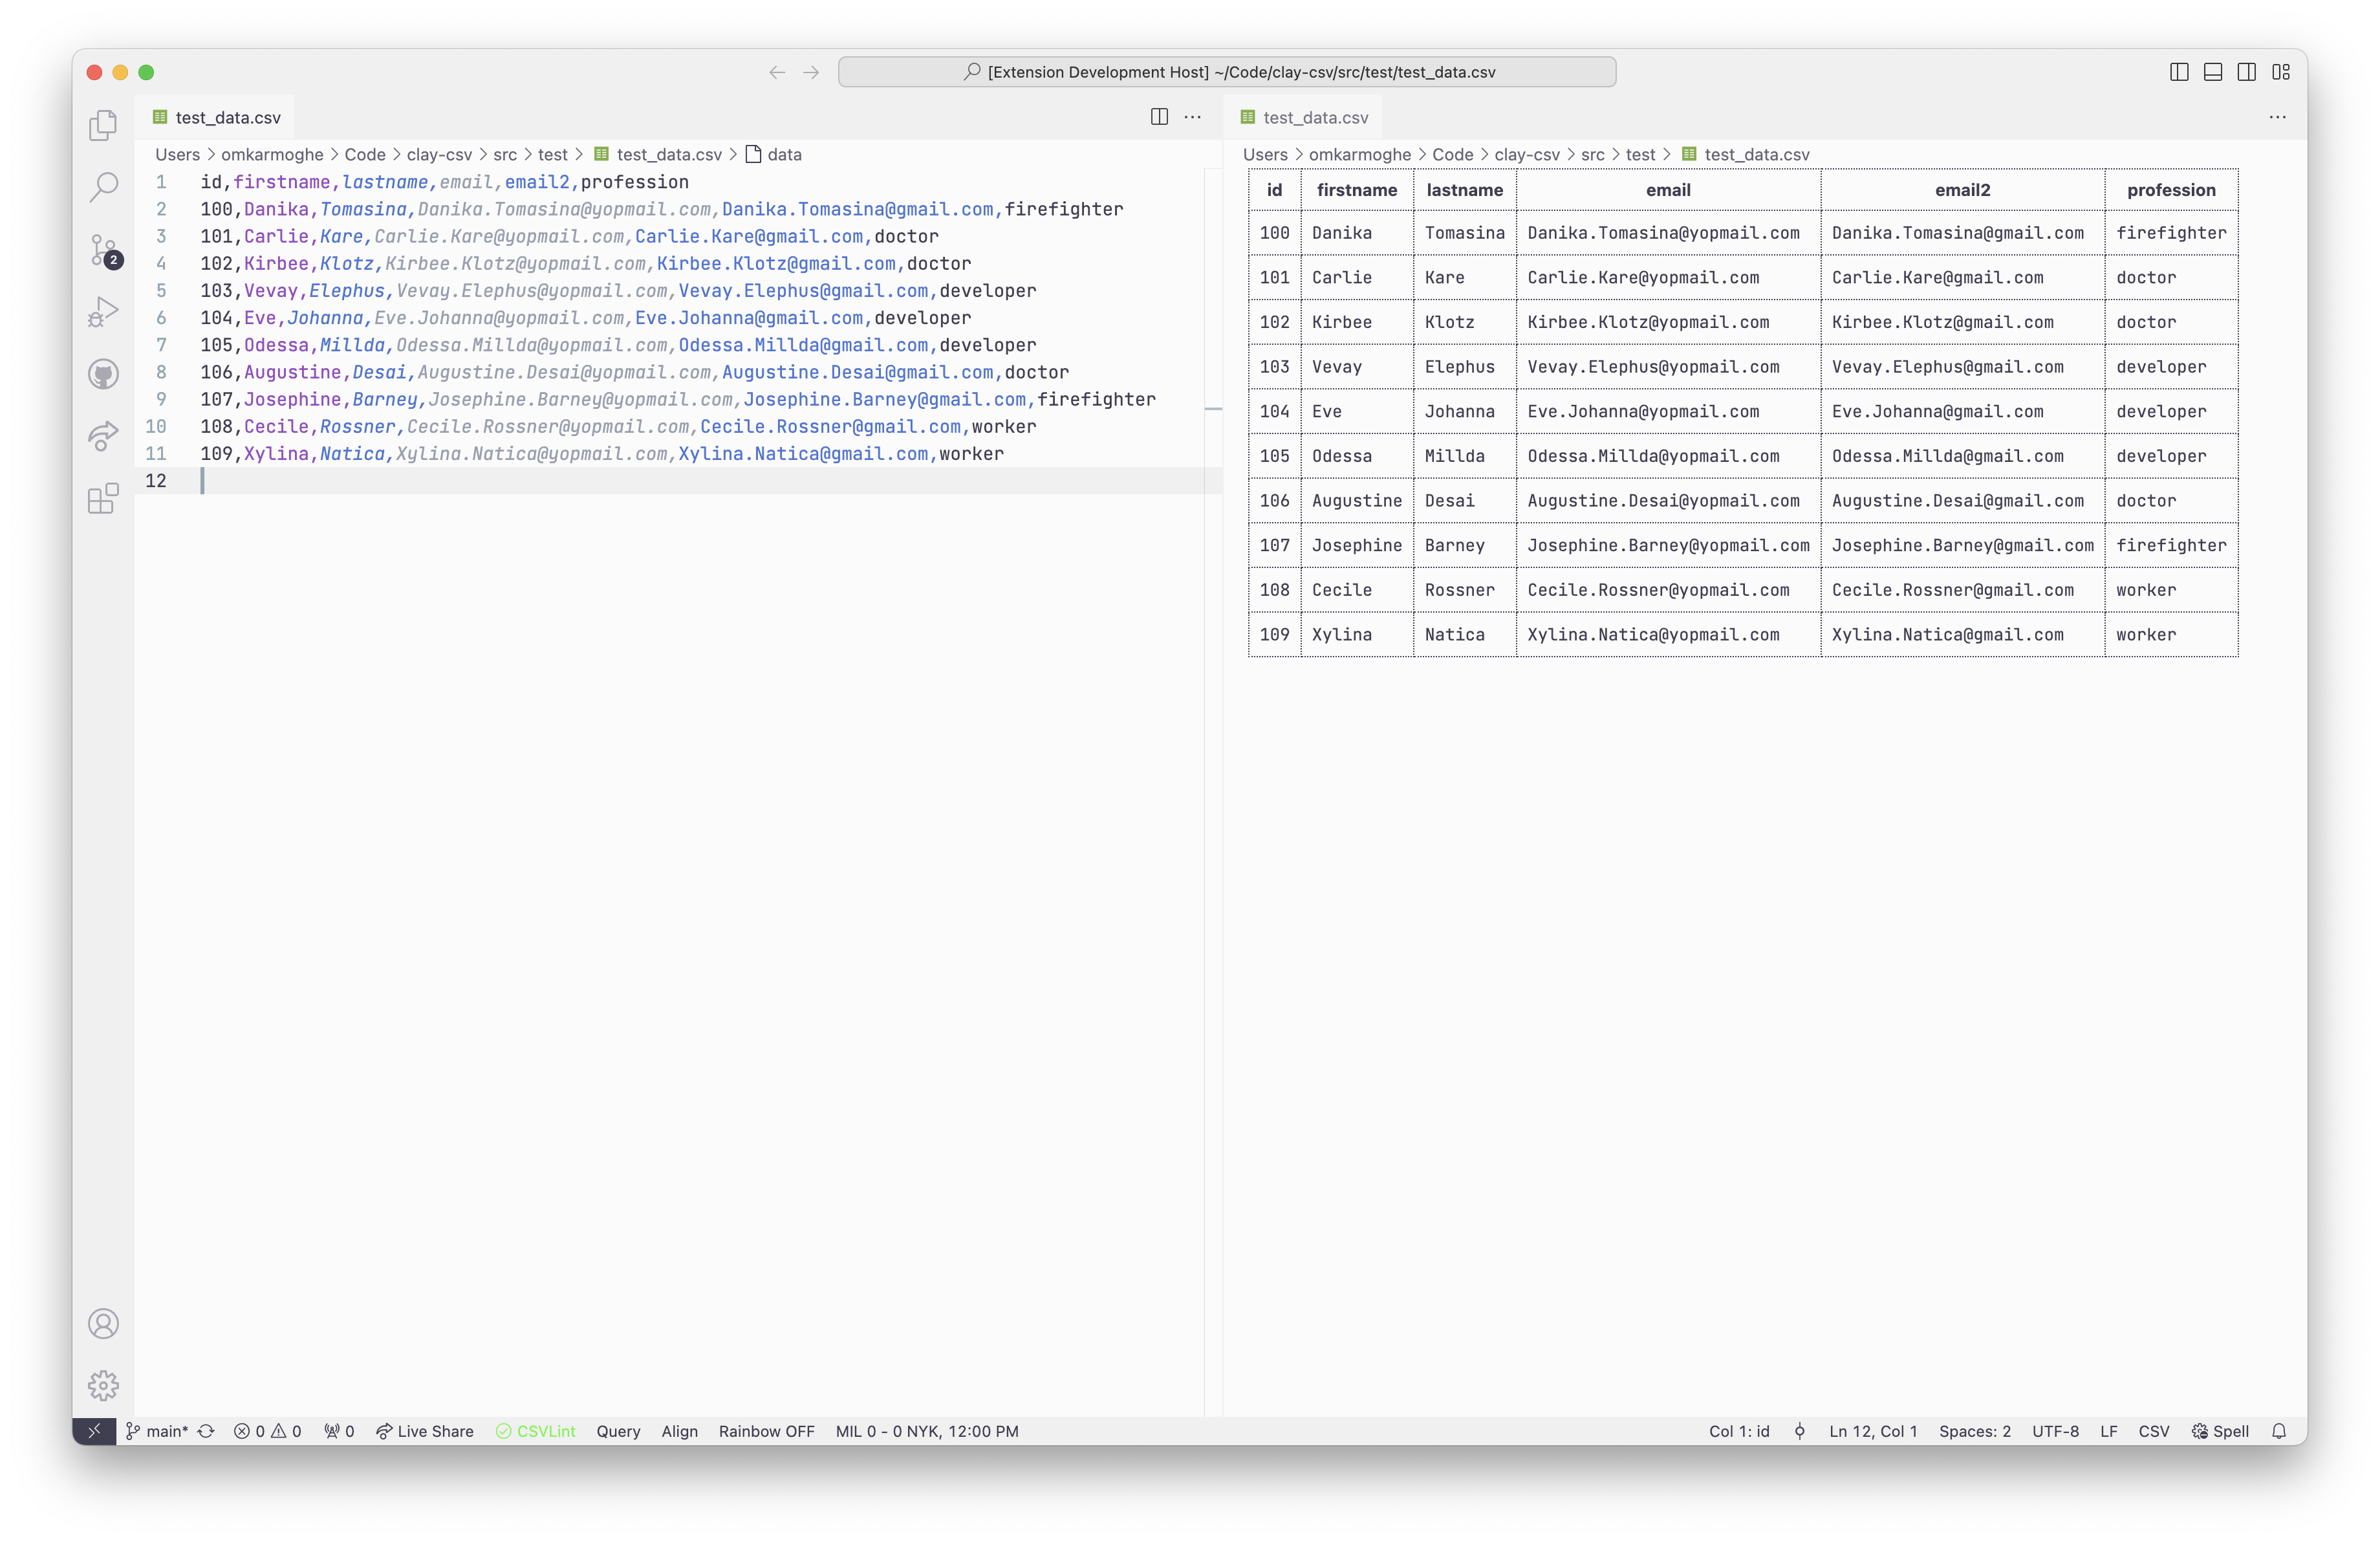 [Extension Development Host] ~/Code/clay-csv/src/test/test_data.csv
test_data.csv
Users > omkarmoghe > Code > clay-csv > src > test > test_data.csv > data
1 id,firstname,lastname,email,email2,profession
2 100,Danika,Tomasina,Danika.Tomasina@yopmail.com,Danika.Tomasina@gmail.com,firefighter
3 101,Carlie,Kare,Carlie.Kare@yopmail.com,Carlie.Kare@gmail.com,doctor
4 102,Kirbee,Klotz,Kirbee.Klotz@yopmail.com,Kirbee.Klotz@gmail.com,doctor
5 103,Vevay,Elephus,Vevay.Elephus@yopmail.com,Vevay.Elephus@gmail.com,developer
6 104,Eve,Johanna,Eve.Johanna@yopmail.com,Eve.Johanna@gmail.com,developer
7 105,Odessa,Millda,Odessa.Millda@yopmail.com,Odessa.Millda@gmail.com,developer
8 106,Augustine,Desai,Augustine.Desai@yopmail.com,Augustine.Desai@gmail.com,doctor
9 107,Josephine,Barney,Josephine.Barney@yopmail.com,Josephine.Barney@gmail.com,firefighter
10 108,Cecile,Rossner,Cecile.Rossner@yopmail.com,Cecile.Rossner@gmail.com,worker
11 109,Xylina,Natica,Xylina.Natica@yopmail.com,Xylina.Natica@gmail.com,worker
12
test_data.csv
Users > omkarmoghe > Code > clay-csv > src > test > test_data.csv
id firstname lastname email email2 profession
100 Danika Tomasina Danika.Tomasina@yopmail.com Danika.Tomasina@gmail.com firefighter
101 Carlie Kare Carlie.Kare@yopmail.com Carlie.Kare@gmail.com doctor
102 Kirbee Klotz Kirbee.Klotz@yopmail.com Kirbee.Klotz@gmail.com doctor
103 Vevay Elephus Vevay.Elephus@yopmail.com Vevay.Elephus@gmail.com developer
104 Eve Johanna Eve.Johanna@yopmail.com Eve.Johanna@gmail.com developer
105 Odessa Millda Odessa.Millda@yopmail.com Odessa.Millda@gmail.com developer
106 Augustine Desai Augustine.Desai@yopmail.com Augustine.Desai@gmail.com doctor
107 Josephine Barney Josephine.Barney@yopmail.com Josephine.Barney@gmail.com firefighter
108 Cecile Rossner Cecile.Rossner@yopmail.com Cecile.Rossner@gmail.com worker
109 Xylina Natica Xylina.Natica@yopmail.com Xylina.Natica@gmail.com worker
2
main* 0 0 0 Live Share CSVLint Query Align Rainbow OFF MIL 0 - 0 NYK, 12:00 PM Col 1: id Ln 12, Col 1 Spaces: 2 UTF-8 LF CSV Spell